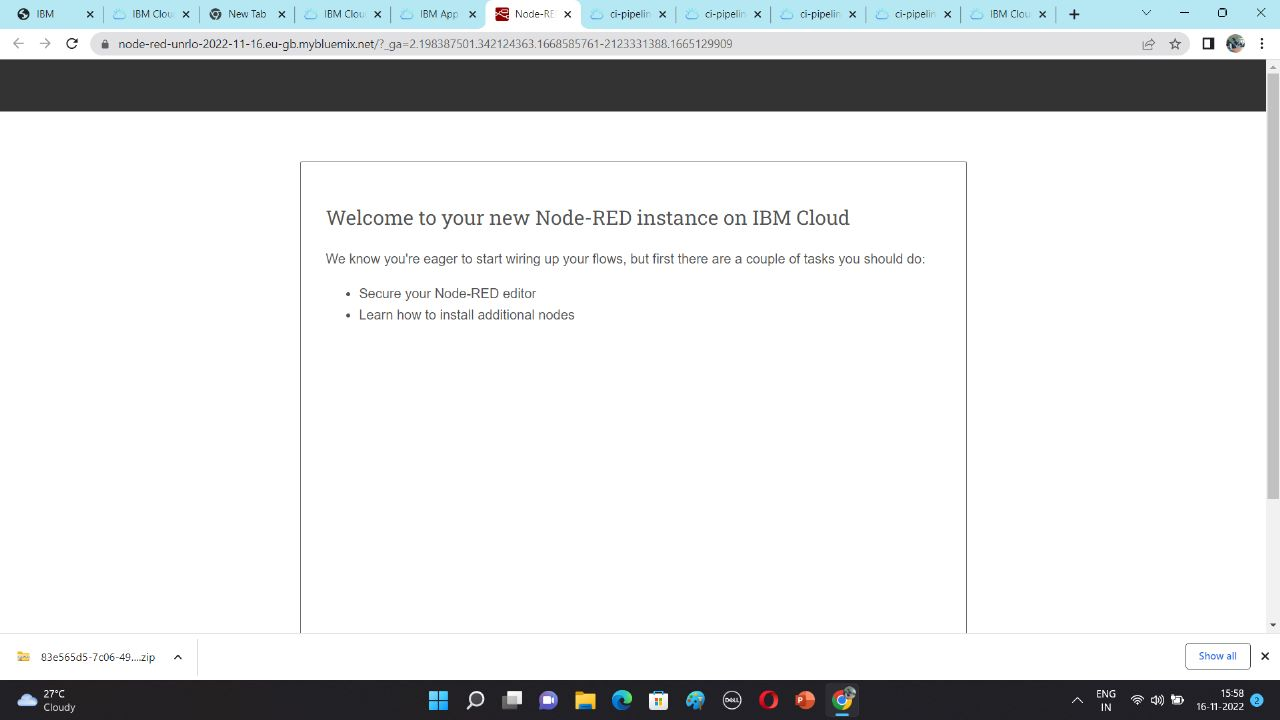 IBM
IBM Clou
New Tab
IBM Clou
IBM App
Node-RE
ci-pipelin
ci-pipelin
ci-pipelin
ci-pipelin
IBM Clou
node-red-unrlo-2022-11-16.eu-gb.mybluemix.net/?_ga=2.198387501.342124363.1668585761-2123331388.1665129909
Welcome to your new Node-RED instance on IBM Cloud
We know you're eager to start wiring up your flows, but first there are a couple of tasks you should do:
• Secure your Node-RED editor
• Learn how to install additional nodes
83e565d5-7c06-49....zip
Show all
27°C
Cloudy
DELL
P
ENG
IN
15:58
16-11-2022
2